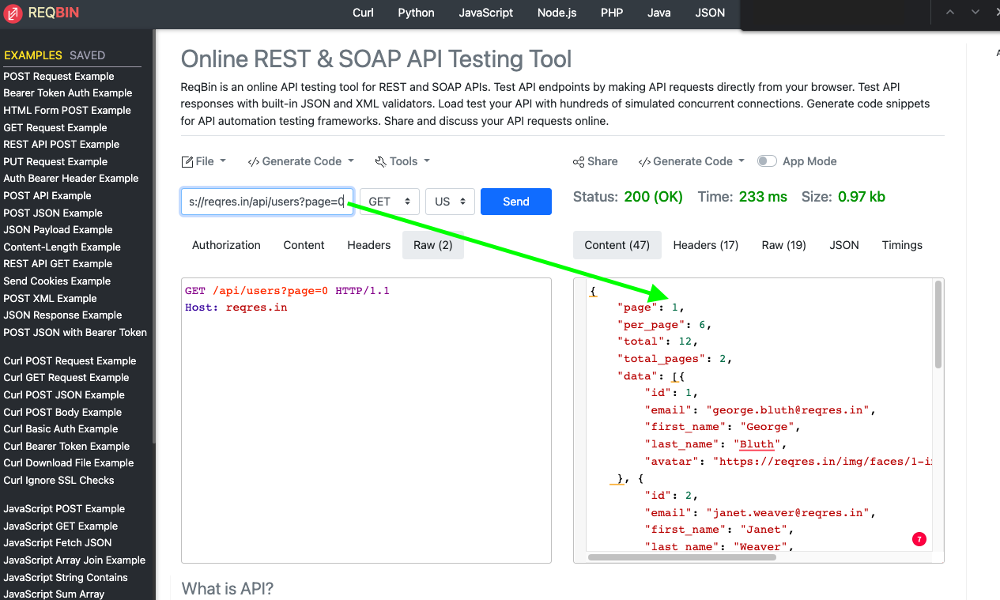 REQBIN
Curl Python JavaScript Node.js PHP Java JSON
EXAMPLES SAVED
POST Request Example
Bearer Token Auth Example
HTML Form POST Example
GET Request Example
REST API POST Example
PUT Request Example
Auth Bearer Header Example
POST API Example
POST JSON Example
JSON Payload Example
Content-Length Example
REST API GET Example
Send Cookies Example
POST XML Example
JSON Response Example
POST JSON with Bearer Token
Curl POST Request Example
Curl GET Request Example
Curl POST JSON Example
Curl POST Body Example
Curl Basic Auth Example
Curl Bearer Token Example
Curl Download File Example
Curl Ignore SSL Checks
JavaScript POST Example
JavaScript GET Example
JavaScript Fetch JSON
JavaScript Array Join Example
JavaScript String Contains
JavaScript Sum Array
Online REST & SOAP API Testing Tool
ReqBin is an online API testing tool for REST and SOAP APIs. Test API endpoints by making API requests directly from your browser. Test API
responses with built-in JSON and XML validators. Load test your API with hundreds of simulated concurrent connections. Generate code snippets
for API automation testing frameworks. Share and discuss your API requests online.
File </> Generate Code Tools
s://reqres.in/api/users?page=0 GET US Send
Authorization Content Headers Raw (2)
GET /api/users?page=0 HTTP/1.1
Host: reqres.in
Share </> Generate Code App Mode
Status: 200 (OK) Time: 233 ms Size: 0.97 kb
Content (47) Headers (17) Raw (19) JSON Timings
{
"page": 1,
"per_page": 6,
"total": 12,
"total_pages": 2,
"data": [{
"id": 1,
"email": "george.bluth@reqres.in",
"first_name": "George",
"last_name": "Bluth",
"avatar": "https://reqres.in/img/faces/1-i
}, {
"id": 2,
"email": "janet.weaver@reqres.in",
"first_name": "Janet",
"last_name": "Weaver",
7
What is API?